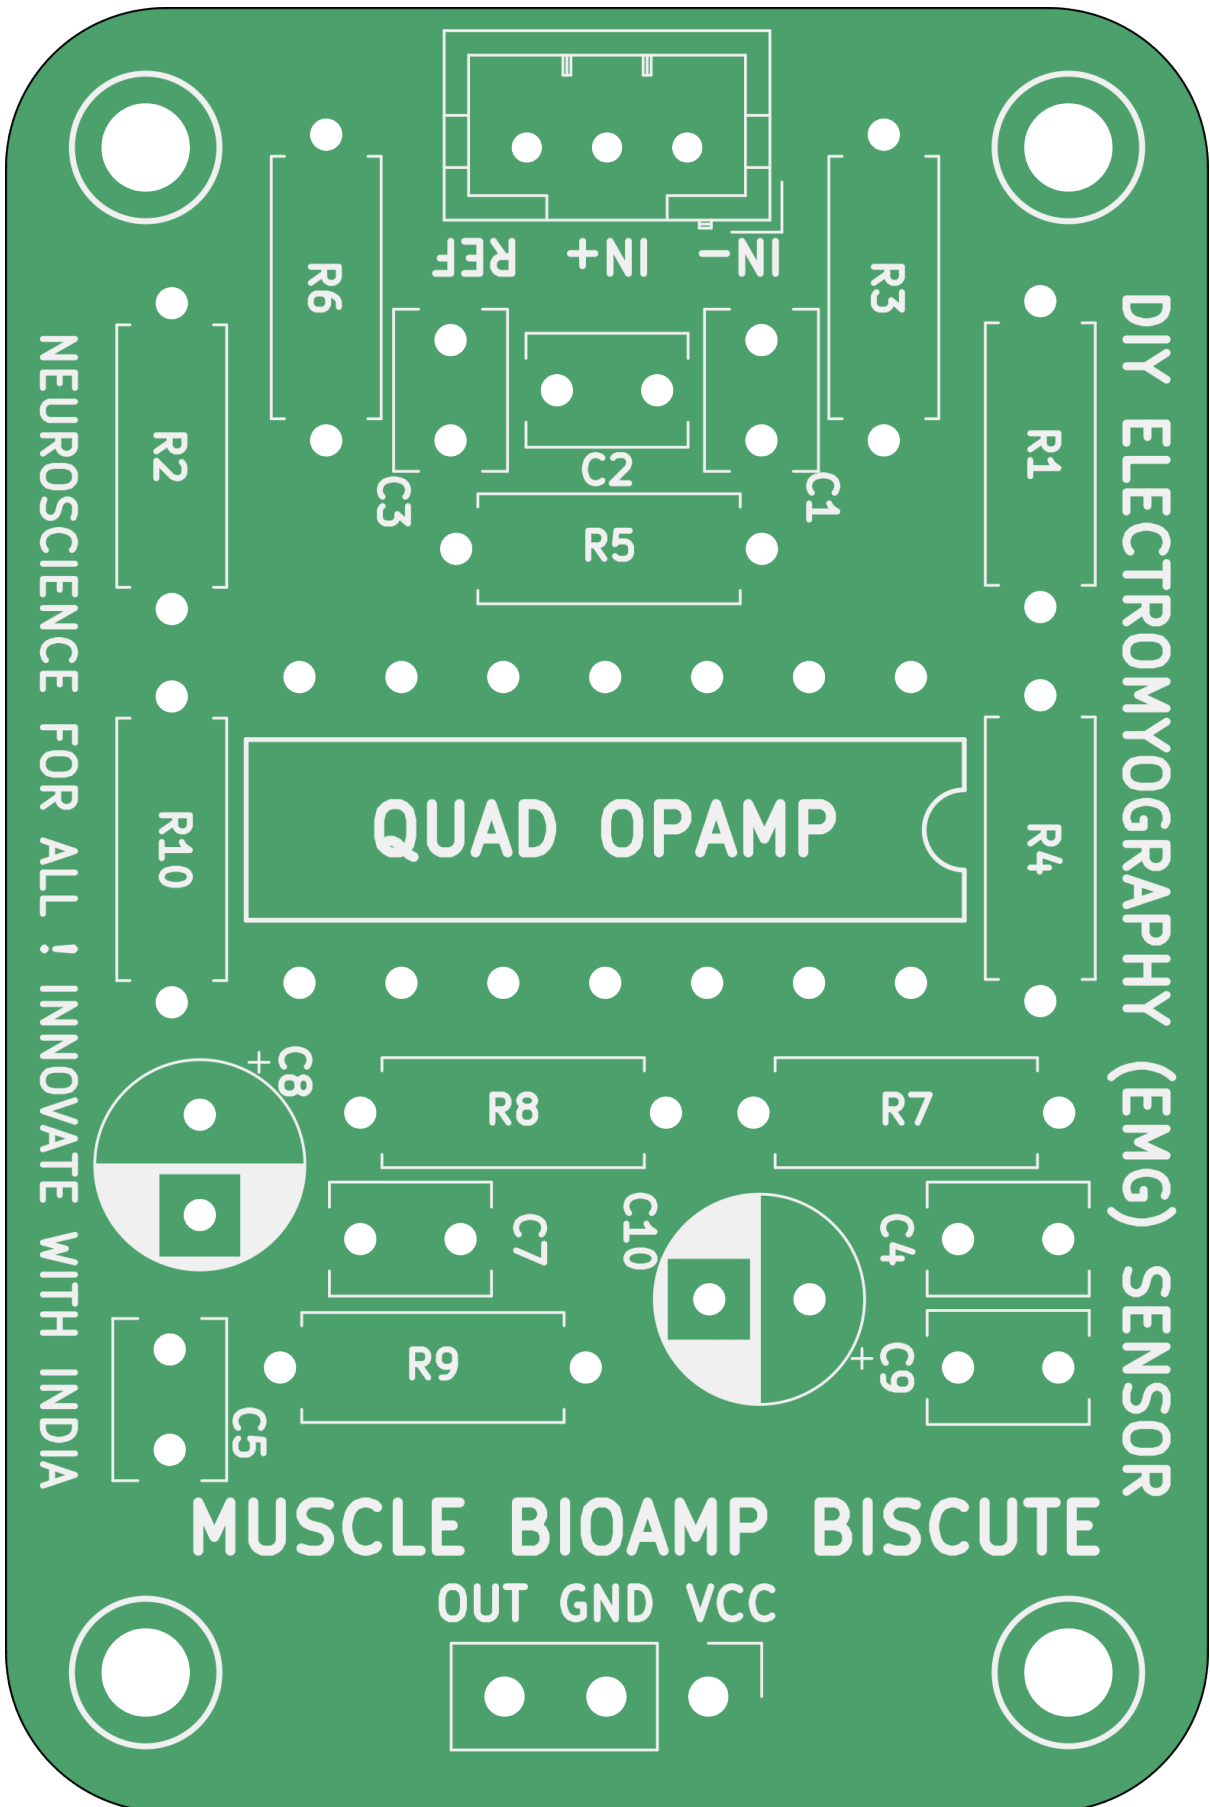 REF IN+ IN-
R6
R3
R2
R1
C3
C2
C1
R5
NEUROSCIENCE FOR ALL ! INNOVATE WITH INDIA
DIY ELECTROMYOGRAPHY (EMG) SENSOR
QUAD OPAMP
R10
R4
+
C8
R8
R7
C7
C10
C4
R9
+
C9
C5
MUSCLE BIOAMP BISCUTE
OUT GND VCC